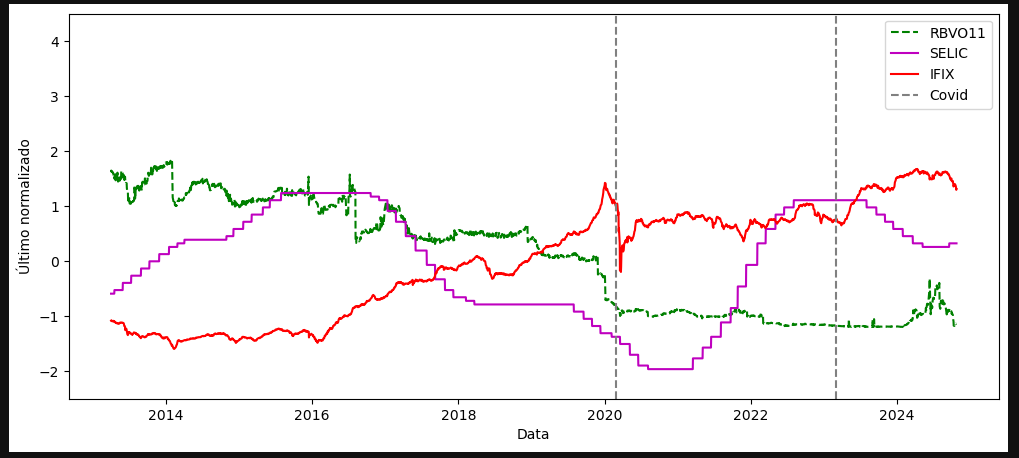 4
3
2
1
0
−1
−2
Último normalizado
RBVO11
SELIC
IFIX
Covid
2014 2016 2018 2020 2022 2024
Data